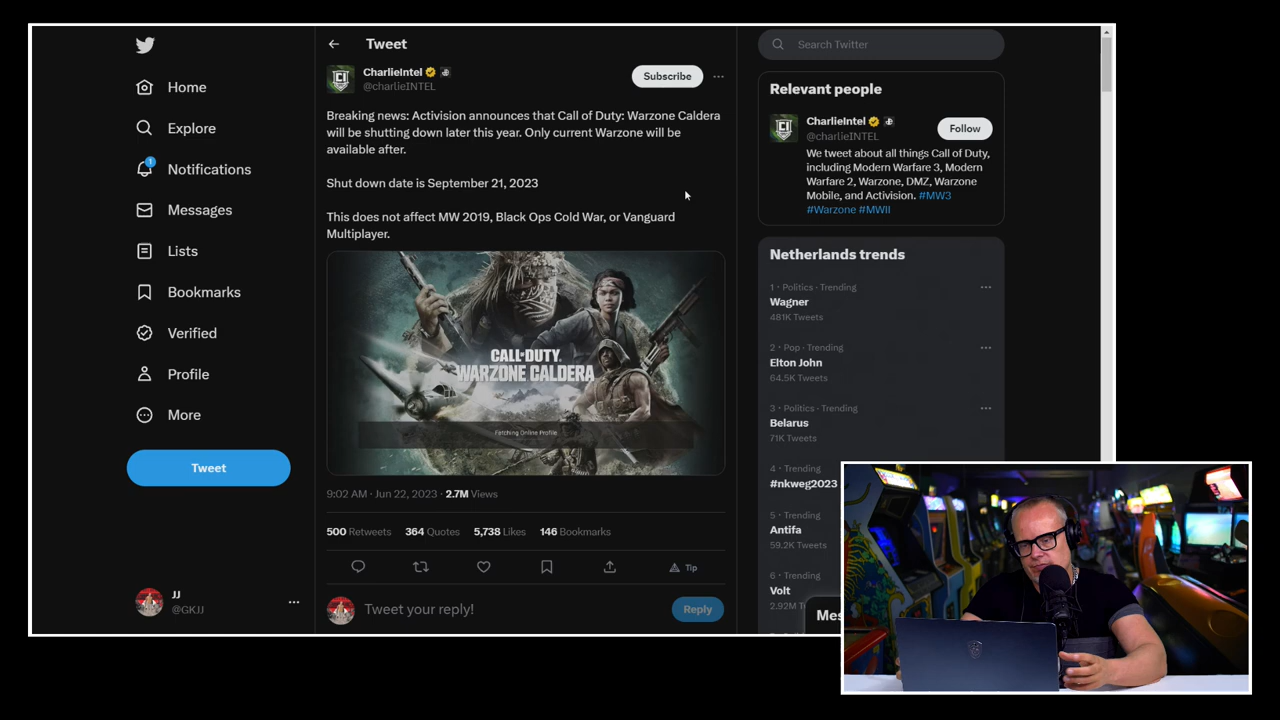 Home
Explore
1
Notifications
Messages
Lists
Bookmarks
Verified
Profile
More
Tweet
JJ
@GKJJ
Tweet
CharlieIntel
@charlieINTEL
Subscribe
Breaking news: Activision announces that Call of Duty: Warzone Caldera
will be shutting down later this year. Only current Warzone will be
available after.
Shut down date is September 21, 2023
This does not affect MW 2019, Black Ops Cold War, or Vanguard
Multiplayer.
CALL OF DUTY
WARZONE CALDERA
Fetching Online Profile
9:02 AM · Jun 22, 2023 · 2.7M Views
500 Retweets 364 Quotes 5,738 Likes 146 Bookmarks
Tip
Tweet your reply!
Reply
Search Twitter
Relevant people
CharlieIntel
@charlieINTEL
Follow
We tweet about all things Call of Duty,
including Modern Warfare 3, Modern
Warfare 2, Warzone, DMZ, Warzone
Mobile, and Activision. #MW3
#Warzone #MWII
Netherlands trends
1 · Politics · Trending
Wagner
481K Tweets
2 · Pop · Trending
Elton John
64.5K Tweets
3 · Politics · Trending
Belarus
71K Tweets
4 · Trending
#nkweg2023
5 · Trending
Antifa
59.2K Tweets
6 · Trending
Volt
2.92M T
Mes